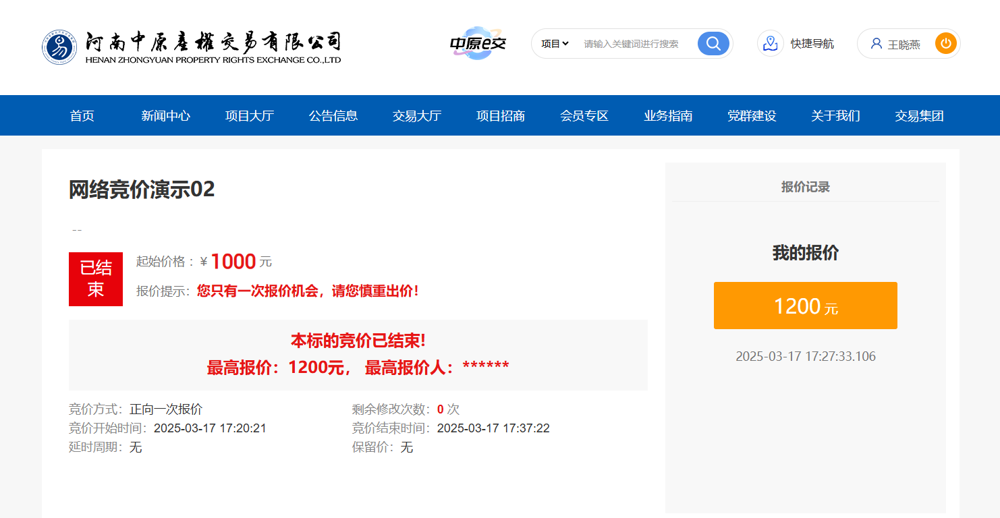 河南中原產權交易有限公司
HENAN ZHONGYUAN PROPERTY RIGHTS EXCHANGE CO.,LTD
易
中原e交
项目
请输入关键词进行搜索
快捷导航
王晓燕
首页 新闻中心 项目大厅 公告信息 交易大厅 项目招商 会员专区 业务指南 党群建设 关于我们 交易集团
网络竞价演示02
--
已结
束
起始价格：¥ 1000 元
报价提示：您只有一次报价机会，请您慎重出价！
本标的竞价已结束!
最高报价：1200元， 最高报价人：******
竞价方式：正向一次报价
剩余修改次数：0 次
竞价开始时间：2025-03-17 17:20:21
竞价结束时间：2025-03-17 17:37:22
延时周期：无
保留价：无
报价记录
我的报价
1200 元
2025-03-17 17:27:33.106